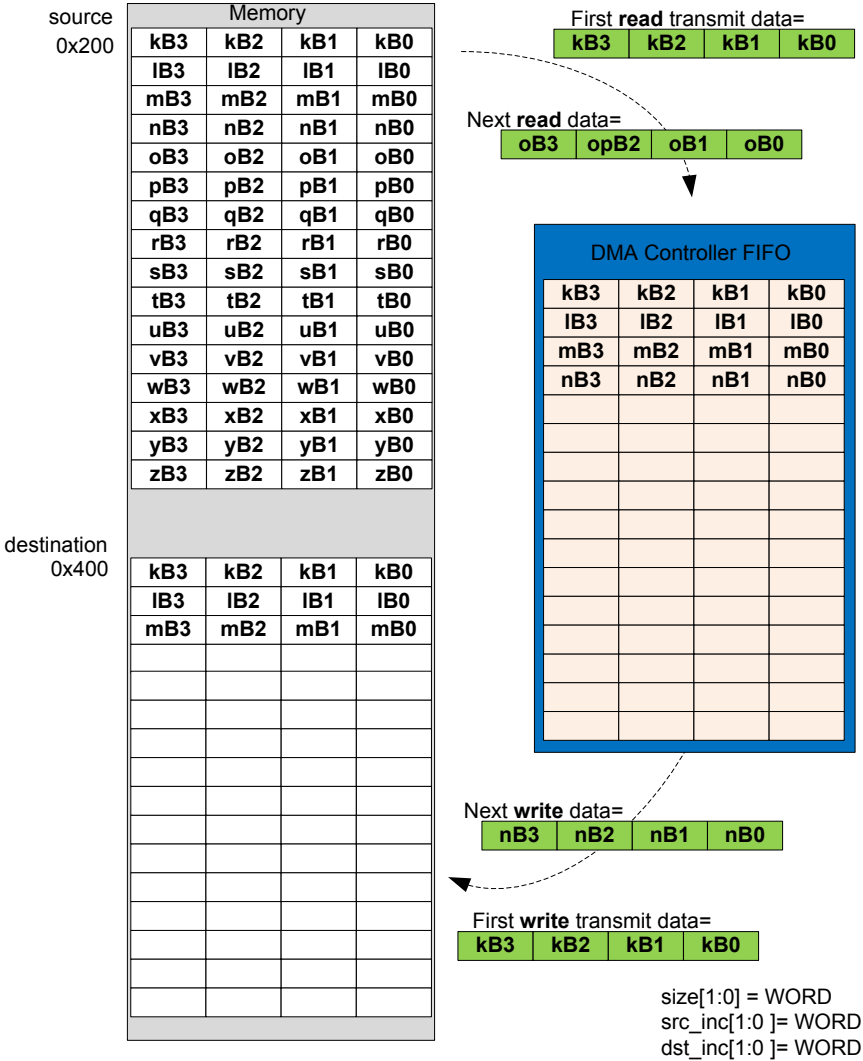 source
0x200
Memory
kB3 kB2 kB1 kB0
lB3 lB2 lB1 lB0
mB3 mB2 mB1 mB0
nB3 nB2 nB1 nB0
oB3 oB2 oB1 oB0
pB3 pB2 pB1 pB0
qB3 qB2 qB1 qB0
rB3 rB2 rB1 rB0
sB3 sB2 sB1 sB0
tB3 tB2 tB1 tB0
uB3 uB2 uB1 uB0
vB3 vB2 vB1 vB0
wB3 wB2 wB1 wB0
xB3 xB2 xB1 xB0
yB3 yB2 yB1 yB0
zB3 zB2 zB1 zB0
destination
0x400
kB3 kB2 kB1 kB0
lB3 lB2 lB1 lB0
mB3 mB2 mB1 mB0
First read transmit data=
kB3 kB2 kB1 kB0
Next read data=
oB3 opB2 oB1 oB0
DMA Controller FIFO
kB3 kB2 kB1 kB0
lB3 lB2 lB1 lB0
mB3 mB2 mB1 mB0
nB3 nB2 nB1 nB0
Next write data=
nB3 nB2 nB1 nB0
First write transmit data=
kB3 kB2 kB1 kB0
size[1:0] = WORD
src_inc[1:0 ]= WORD
dst_inc[1:0 ]= WORD